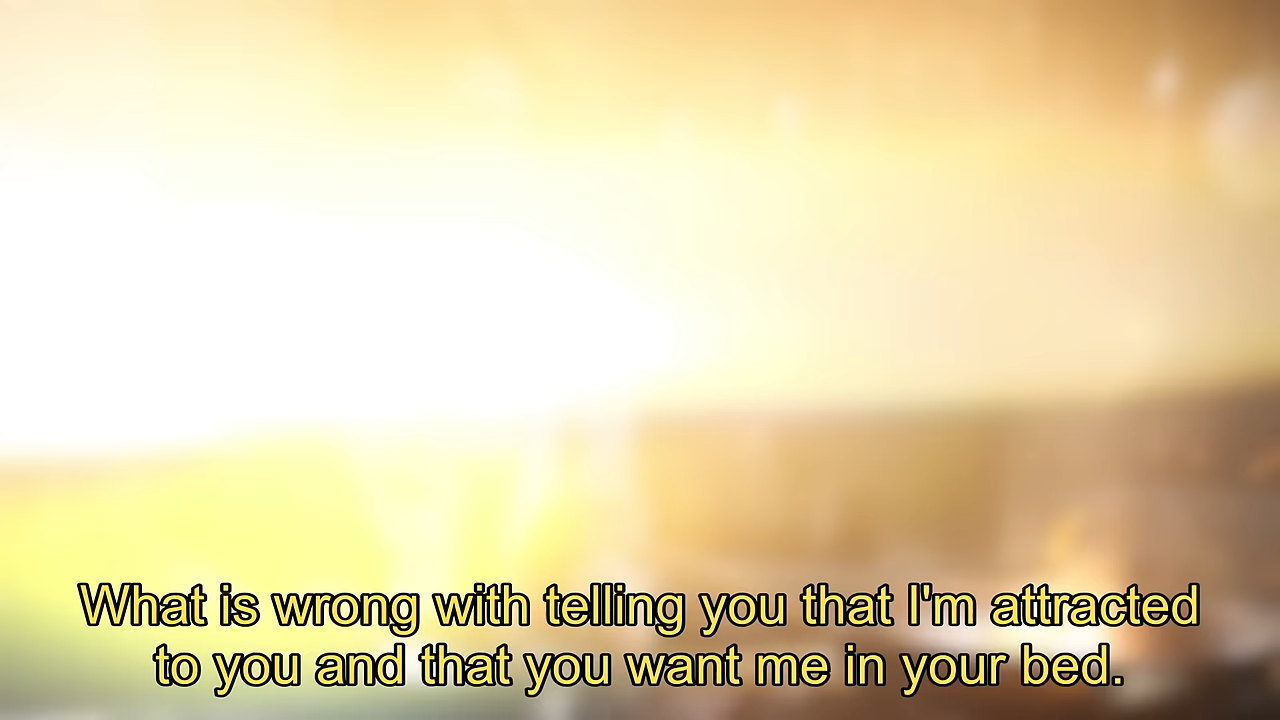 What is wrong with telling you that I'm attracted
to you and that you want me in your bed.